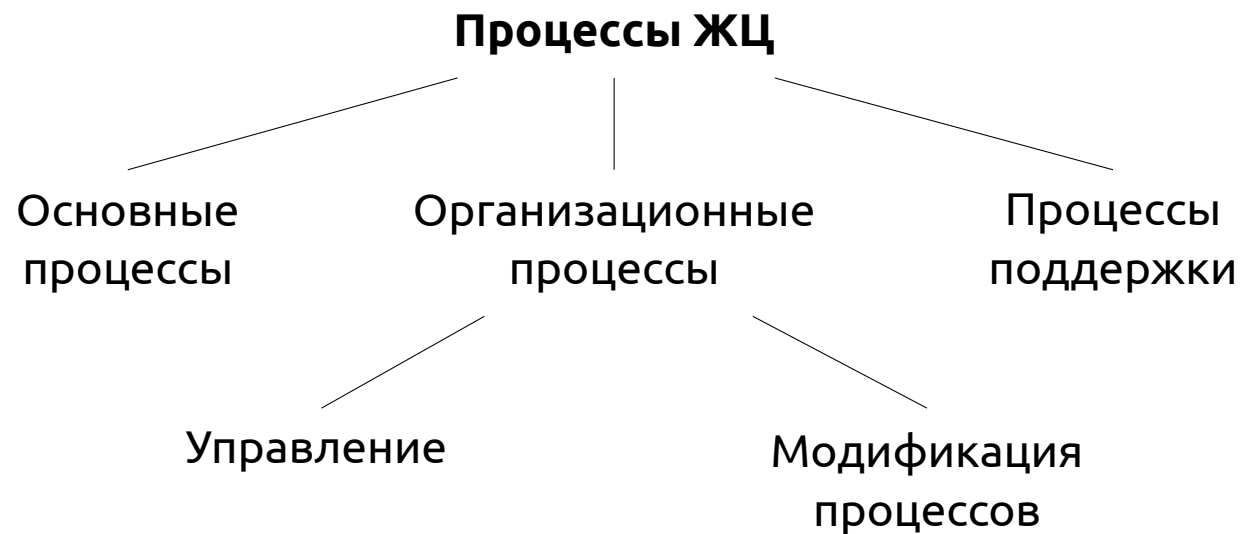 Процессы ЖЦ
Основные
процессы
Организационные
процессы
Процессы
поддержки
Управление
Модификация
процессов